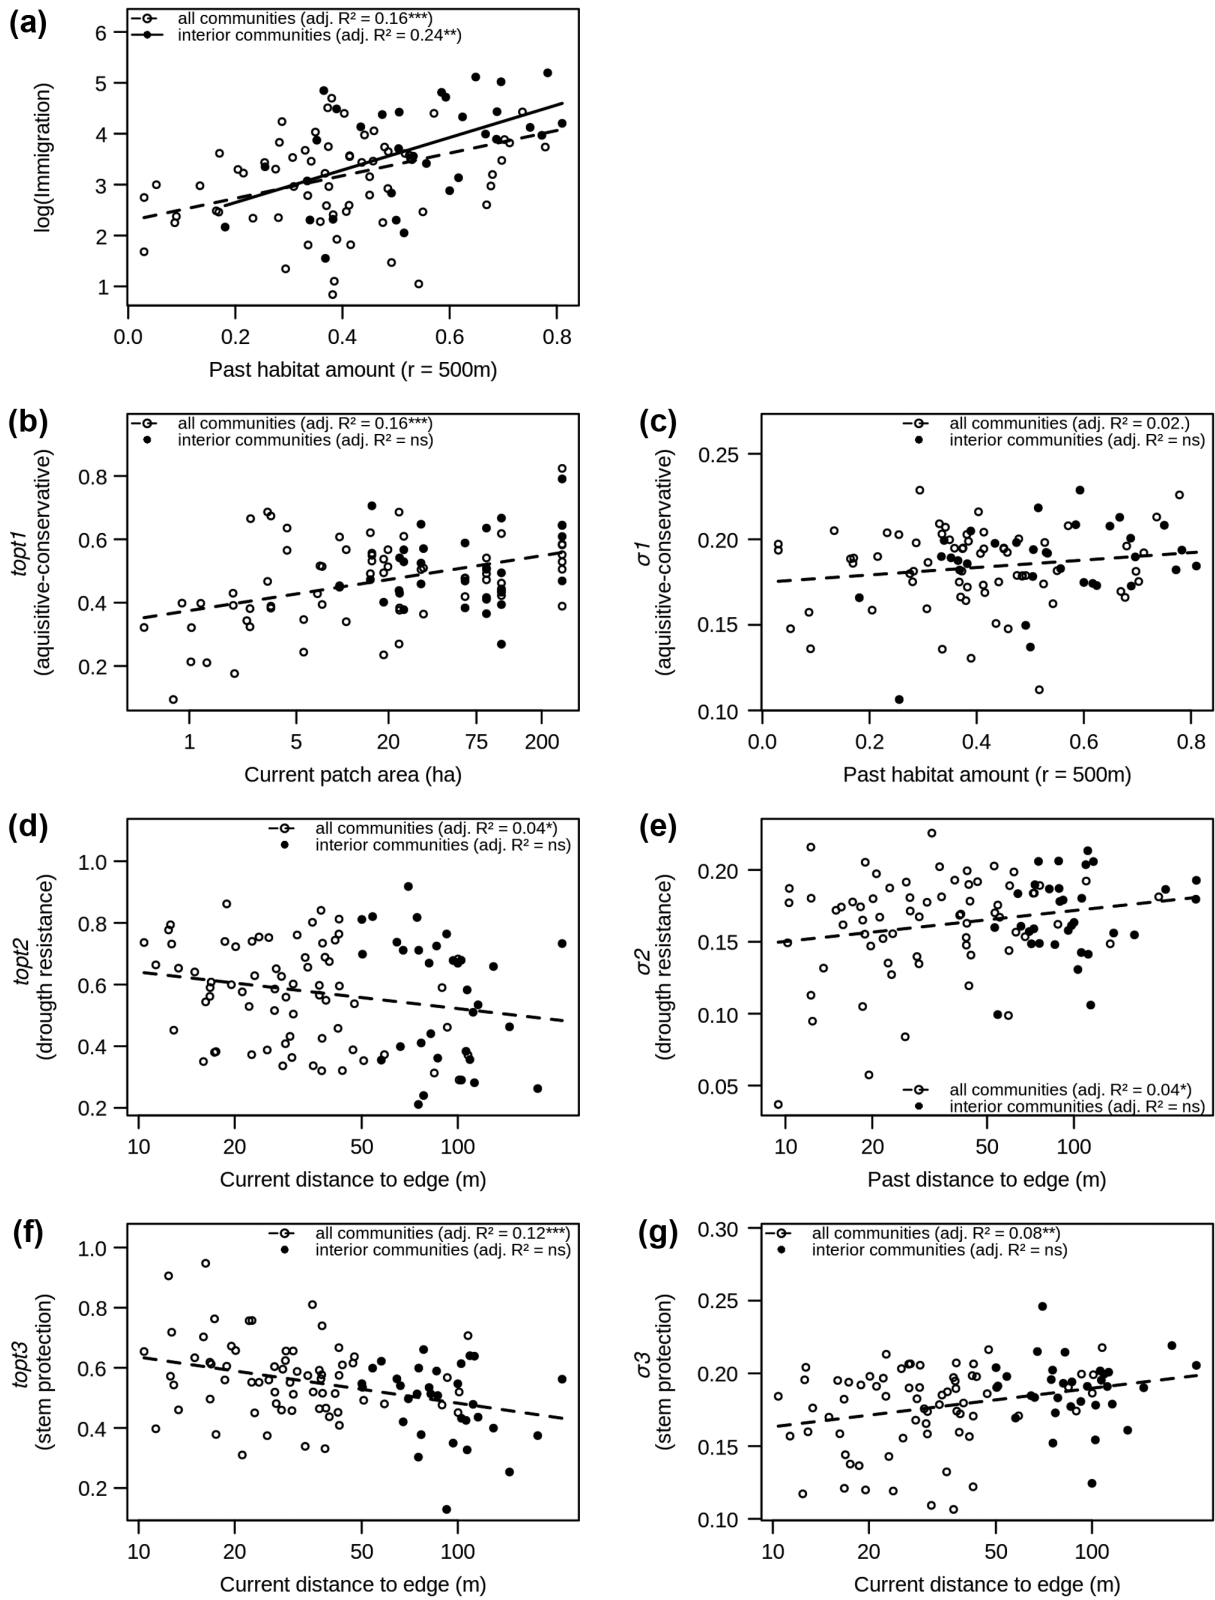 (a)
all communities (adj. R² = 0.16***)
interior communities (adj. R² = 0.24**)
log(Immigration)
6
5
4
3
2
1
0.0 0.2 0.4 0.6 0.8
Past habitat amount (r = 500m)
(b)
all communities (adj. R² = 0.16***)
interior communities (adj. R² = ns)
topt1
(aquisitive-conservative)
0.8
0.6
0.4
0.2
1 5 20 75 200
Current patch area (ha)
(c)
all communities (adj. R² = 0.02.)
interior communities (adj. R² = ns)
σ1
(aquisitive-conservative)
0.25
0.20
0.15
0.10
0.0 0.2 0.4 0.6 0.8
Past habitat amount (r = 500m)
(d)
all communities (adj. R² = 0.04*)
interior communities (adj. R² = ns)
topt2
(drougth resistance)
1.0
0.8
0.6
0.4
0.2
10 20 50 100
Current distance to edge (m)
(e)
σ2
(drougth resistance)
0.20
0.15
0.10
0.05
all communities (adj. R² = 0.04*)
interior communities (adj. R² = ns)
10 20 50 100
Past distance to edge (m)
(f)
all communities (adj. R² = 0.12***)
interior communities (adj. R² = ns)
topt3
(stem protection)
1.0
0.8
0.6
0.4
0.2
10 20 50 100
Current distance to edge (m)
(g)
all communities (adj. R² = 0.08**)
interior communities (adj. R² = ns)
σ3
(stem protection)
0.30
0.25
0.20
0.15
0.10
10 20 50 100
Current distance to edge (m)